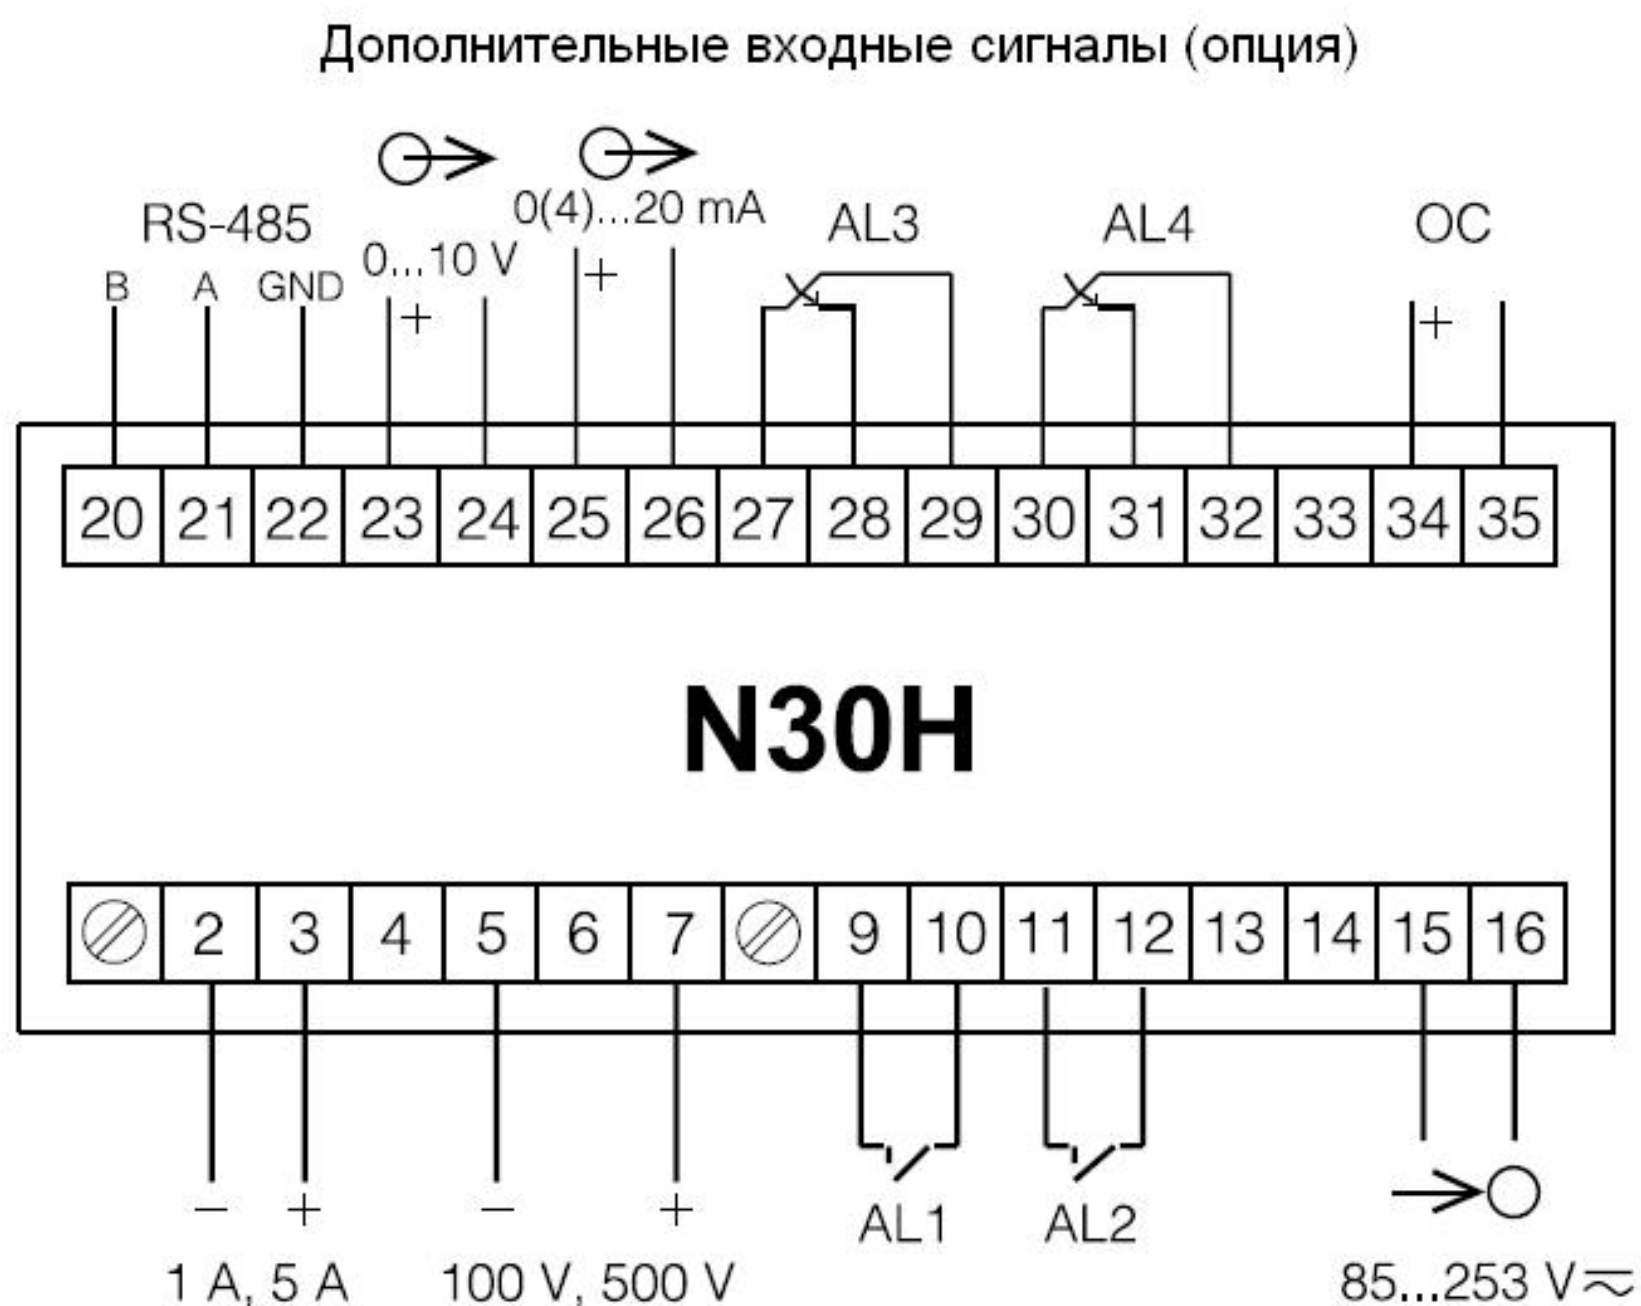 Дополнительные входные сигналы (опция)
RS-485
B A GND
0...10 V
+
0(4)...20 mA
+
AL3
AL4
OC
+
20 21 22 23 24 25 26 27 28 29 30 31 32 33 34 35
N30H
2 3 4 5 6 7 9 10 11 12 13 14 15 16
− + − +
1 A, 5 A
100 V, 500 V
AL1
AL2
85...253 V